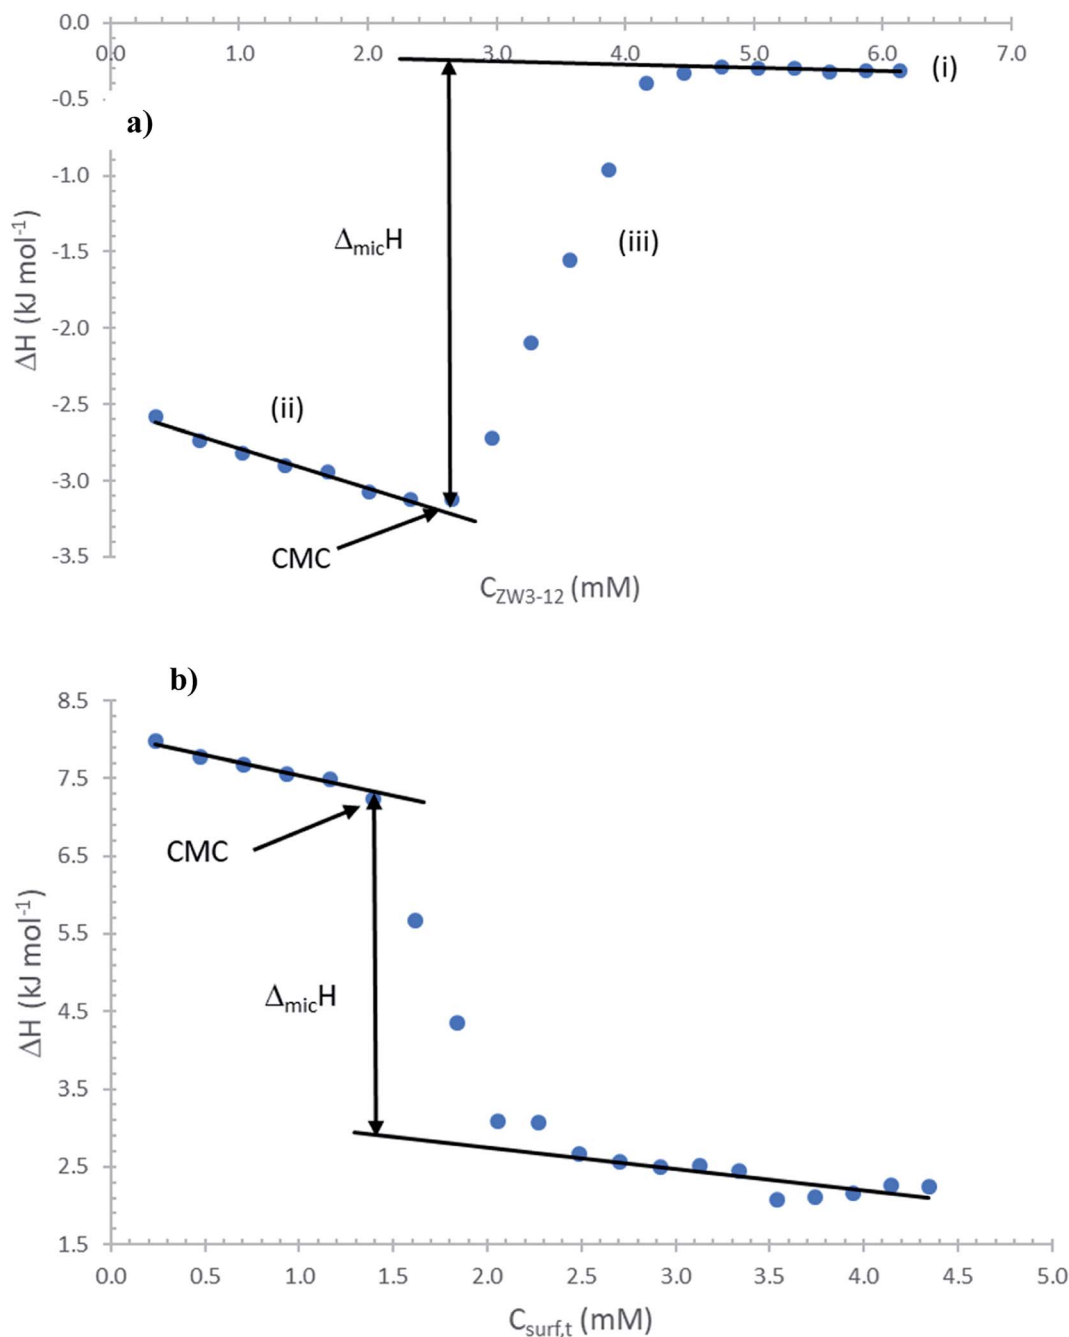 0.0
0.0 1.0 2.0 3.0 4.0 5.0 6.0 7.0
(i)
-0.5
a)
-1.0
ΔmicH
(iii)
-1.5
ΔH (kJ mol-1)
-2.0
-2.5
(ii)
-3.0
CMC
-3.5
CZW3-12 (mM)
b)
8.5
7.5
CMC
6.5
5.5
ΔmicH
ΔH (kJ mol-1)
4.5
3.5
2.5
1.5
0.0 0.5 1.0 1.5 2.0 2.5 3.0 3.5 4.0 4.5 5.0
Csurf,t (mM)